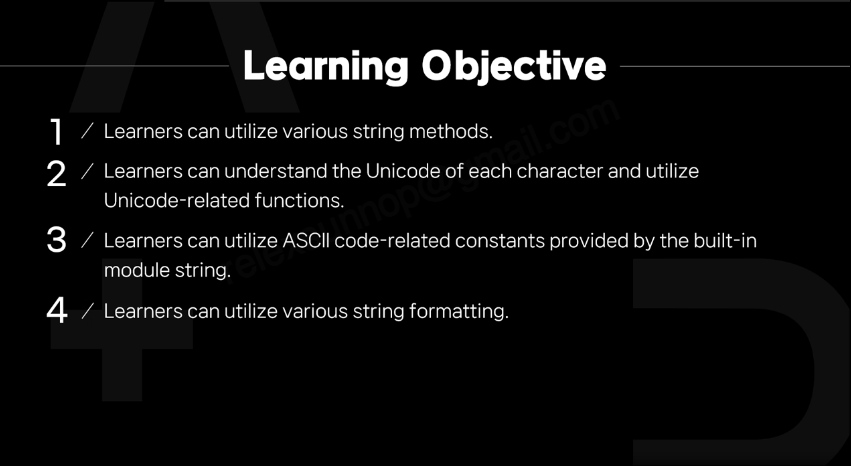 Learning Objective
1 / Learners can utilize various string methods.
2 / Learners can understand the Unicode of each character and utilize
Unicode-related functions.
3 / Learners can utilize ASCII code-related constants provided by the built-in
module string.
4 / Learners can utilize various string formatting.